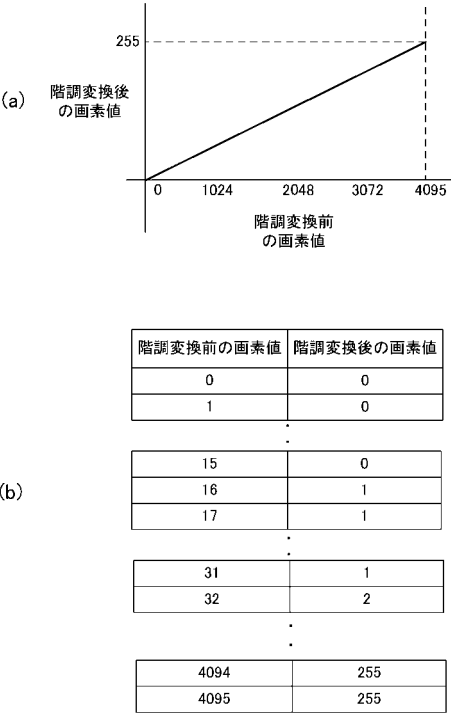 255
(a)
階調変換後
の画素値
0 1024 2048 3072 4095
階調変換前
の画素値
階調変換前の画素値 階調変換後の画素値
0 0
1 0
15 0
(b)
16 1
17 1
31 1
32 2
4094 255
4095 255